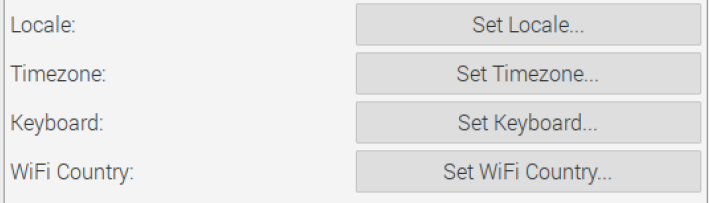 Locale: Set Locale...
Timezone: Set Timezone...
Keyboard: Set Keyboard...
WiFi Country: Set WiFi Country...